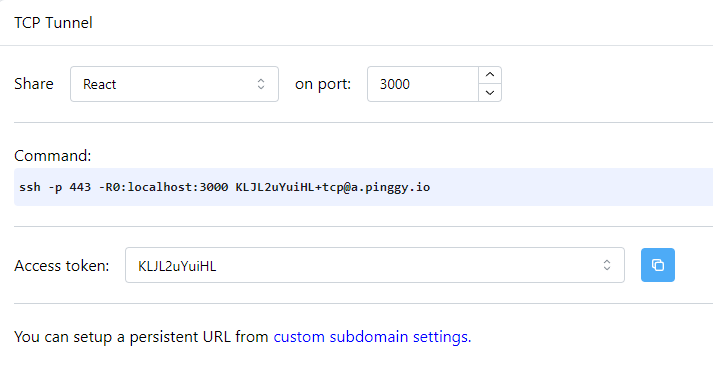 TCP Tunnel
Share React on port: 3000
Command:
ssh -p 443 -R0:localhost:3000 KLJL2uYuiHL+tcp@a.pinggy.io
Access token: KLJL2uYuiHL
You can setup a persistent URL from custom subdomain settings.